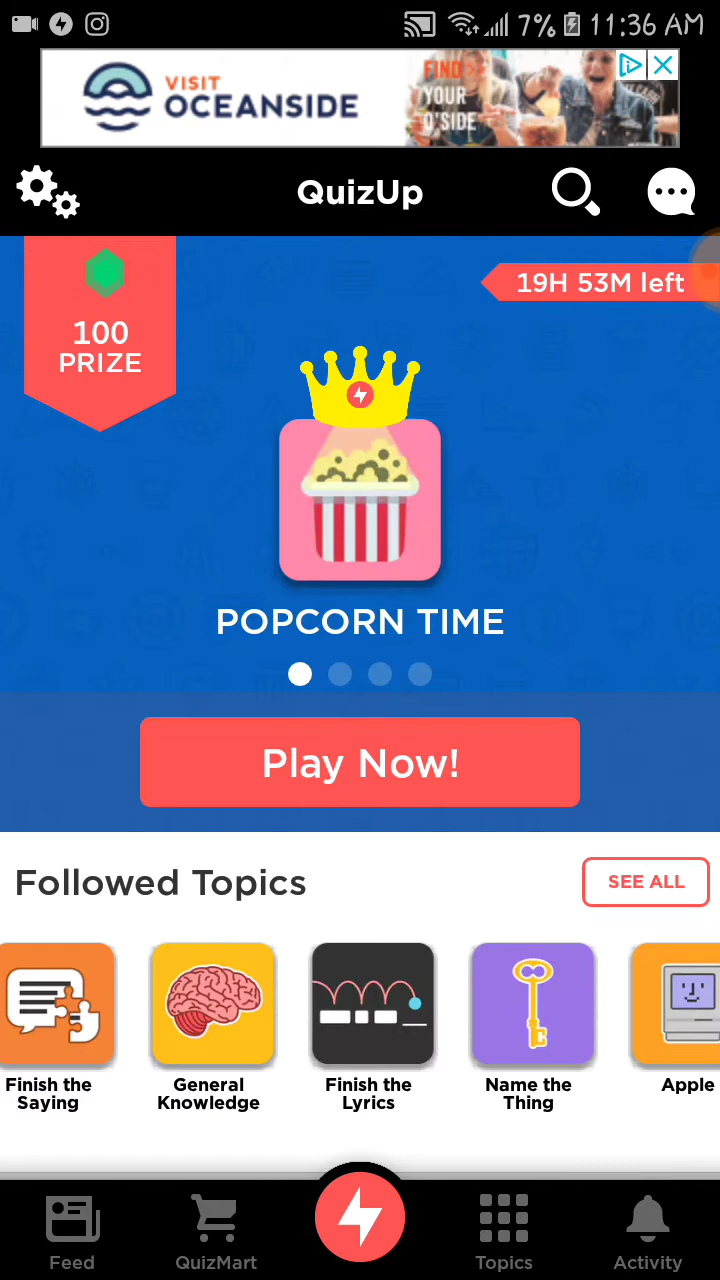 7% 11:36 AM
VISIT
OCEANSIDE
FIND >>
YOUR
O'SIDE
QuizUp
100
PRIZE
19H 53M left
POPCORN TIME
Play Now!
Followed Topics
SEE ALL
Finish the
Saying
General
Knowledge
Finish the
Lyrics
Name the
Thing
Apple
Feed
QuizMart
Topics
Activity